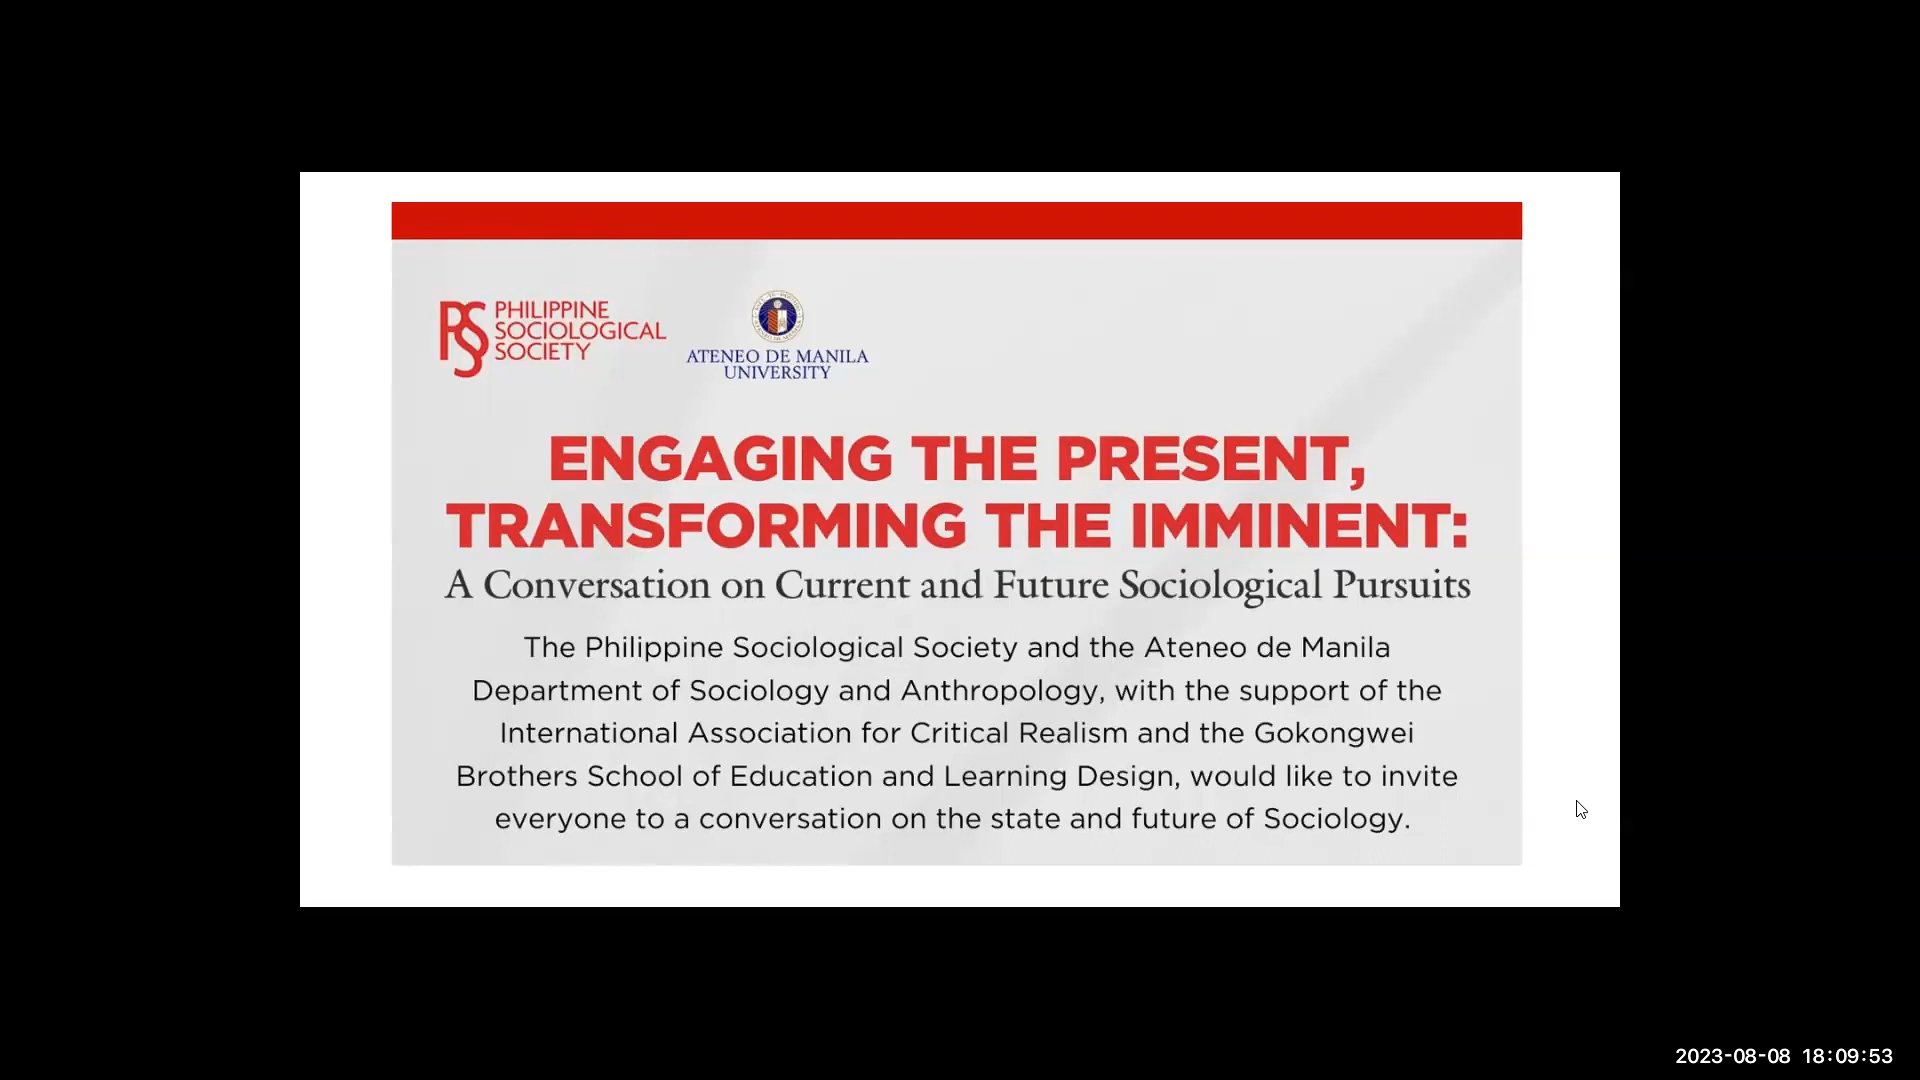 PHILIPPINE
SOCIOLOGICAL
SOCIETY
ATENEO DE MANILA
UNIVERSITY
ENGAGING THE PRESENT,
TRANSFORMING THE IMMINENT:
A Conversation on Current and Future Sociological Pursuits
The Philippine Sociological Society and the Ateneo de Manila
Department of Sociology and Anthropology, with the support of the
International Association for Critical Realism and the Gokongwei
Brothers School of Education and Learning Design, would like to invite
everyone to a conversation on the state and future of Sociology.
2023-08-08 18:09:53